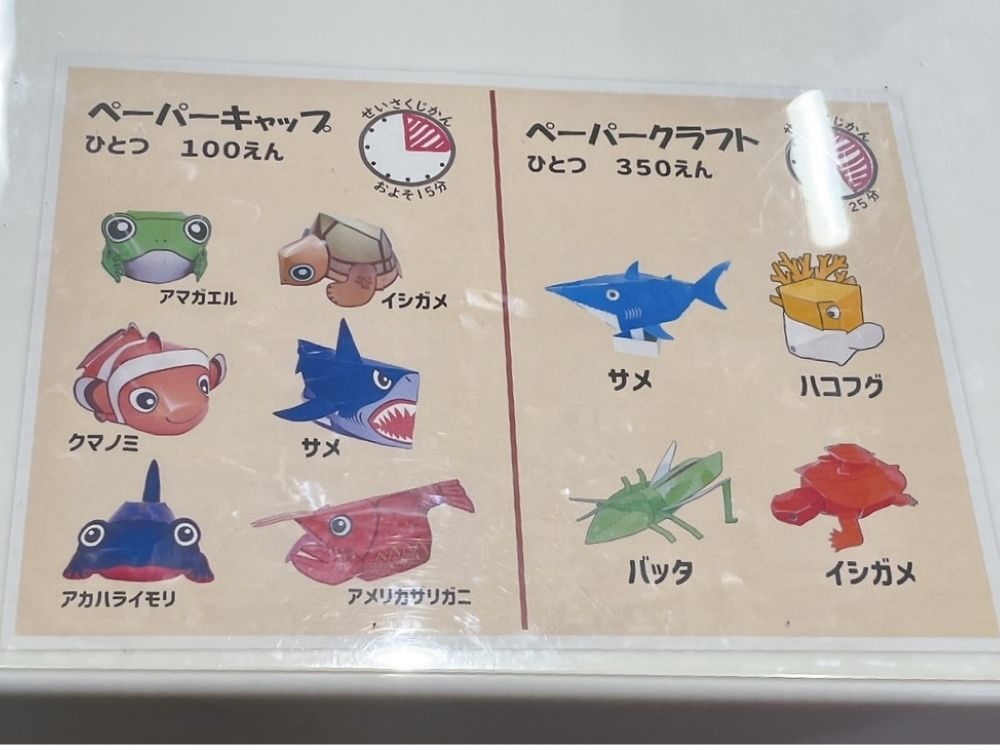 ペーパーキャップ
ひとつ 100えん
せいさくじかん
およそ15分
アマガエル
イシガメ
クマノミ
サメ
アカハライモリ
アメリカザリガニ
ペーパークラフト
ひとつ 350えん
じかん
25分
サメ
ハコフグ
バッタ
イシガメ